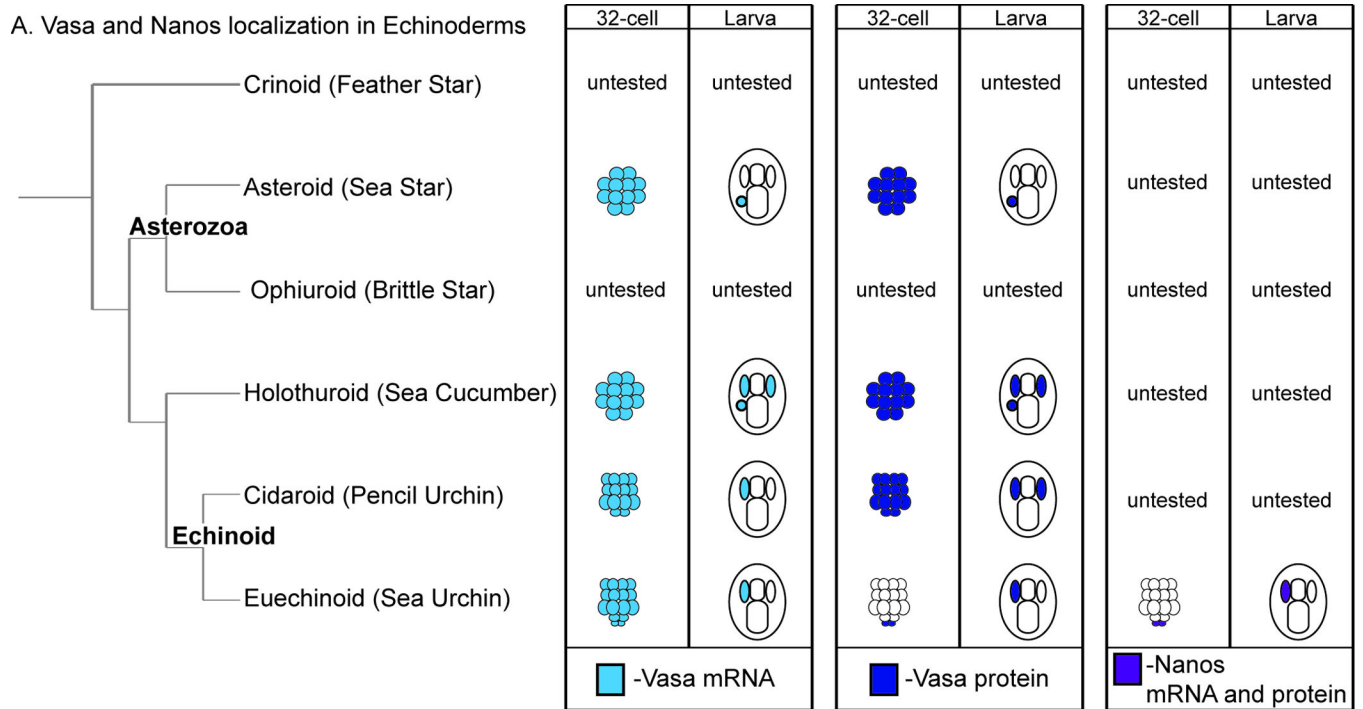 A. Vasa and Nanos localization in Echinoderms
32-cell Larva 32-cell Larva 32-cell Larva
Crinoid (Feather Star) untested untested untested untested untested untested
Asteroid (Sea Star) untested untested
Asterozoa
Ophiuroid (Brittle Star) untested untested untested untested untested untested
Holothuroid (Sea Cucumber) untested untested
Cidaroid (Pencil Urchin) untested untested
Echinoid
Euechinoid (Sea Urchin)
-Vasa mRNA -Vasa protein -Nanos
mRNA and protein